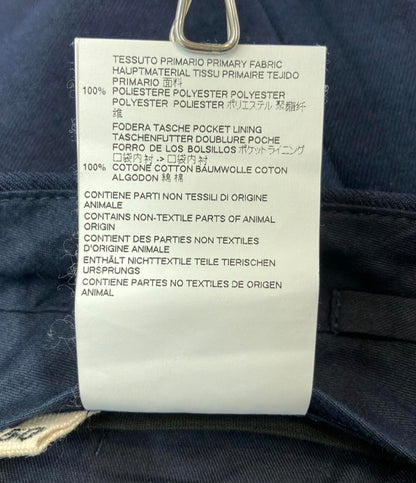 TESSUTO PRIMARIO PRIMARY FABRIC
HAUPTMATERIAL TISSU PRIMAIRE TEJIDO
PRIMARIO 面料
100% POLIESTERE POLYESTER POLYESTER
POLYESTER POLIESTER ポリエステル 聚酯纤
维
FODERA TASCHE POCKET LINING
TASCHENFUTTER DOUBLURE POCHE
FORRO DE LOS BOLSILLOS ポケットライニング
口袋内衬 -> 口袋内衬
100% COTONE COTTON BAUMWOLLE COTON
ALGODON 綿 棉
CONTIENE PARTI NON TESSILI DI ORIGINE
ANIMALE
CONTAINS NON-TEXTILE PARTS OF ANIMAL
ORIGIN
CONTIENT DES PARTIES NON TEXTILES
D'ORIGINE ANIMALE
ENTHÄLT NICHTTEXTILE TEILE TIERISCHEN
URSPRUNGS
CONTIENE PARTES NO TEXTILES DE ORIGEN
ANIMAL